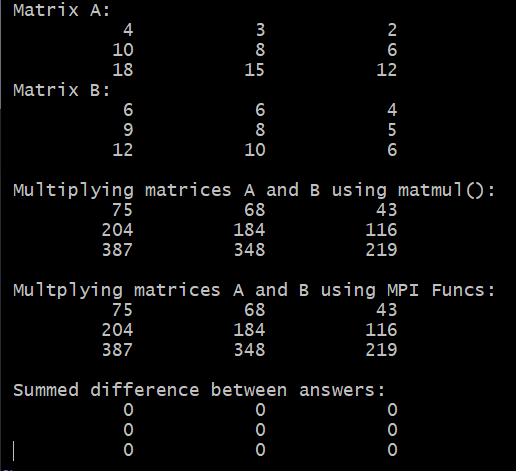 Matrix A:
4 3 2
10 8 6
18 15 12
Matrix B:
6 6 4
9 8 5
12 10 6
Multiplying matrices A and B using matmul():
75 68 43
204 184 116
387 348 219
Multplying matrices A and B using MPI Funcs:
75 68 43
204 184 116
387 348 219
Summed difference between answers:
0 0 0
0 0 0
0 0 0